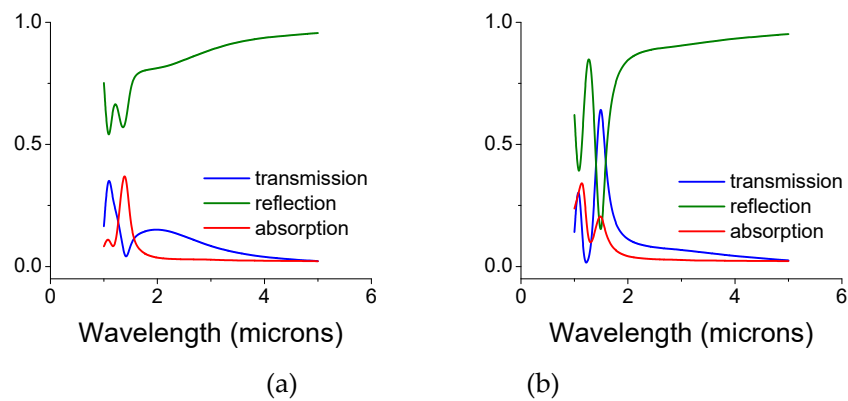 1.0
0.5
0.0
transmission
reflection
absorption
0 2 4 6
Wavelength (microns)
(a)
1.0
0.5
0.0
transmission
reflection
absorption
0 2 4 6
Wavelength (microns)
(b)